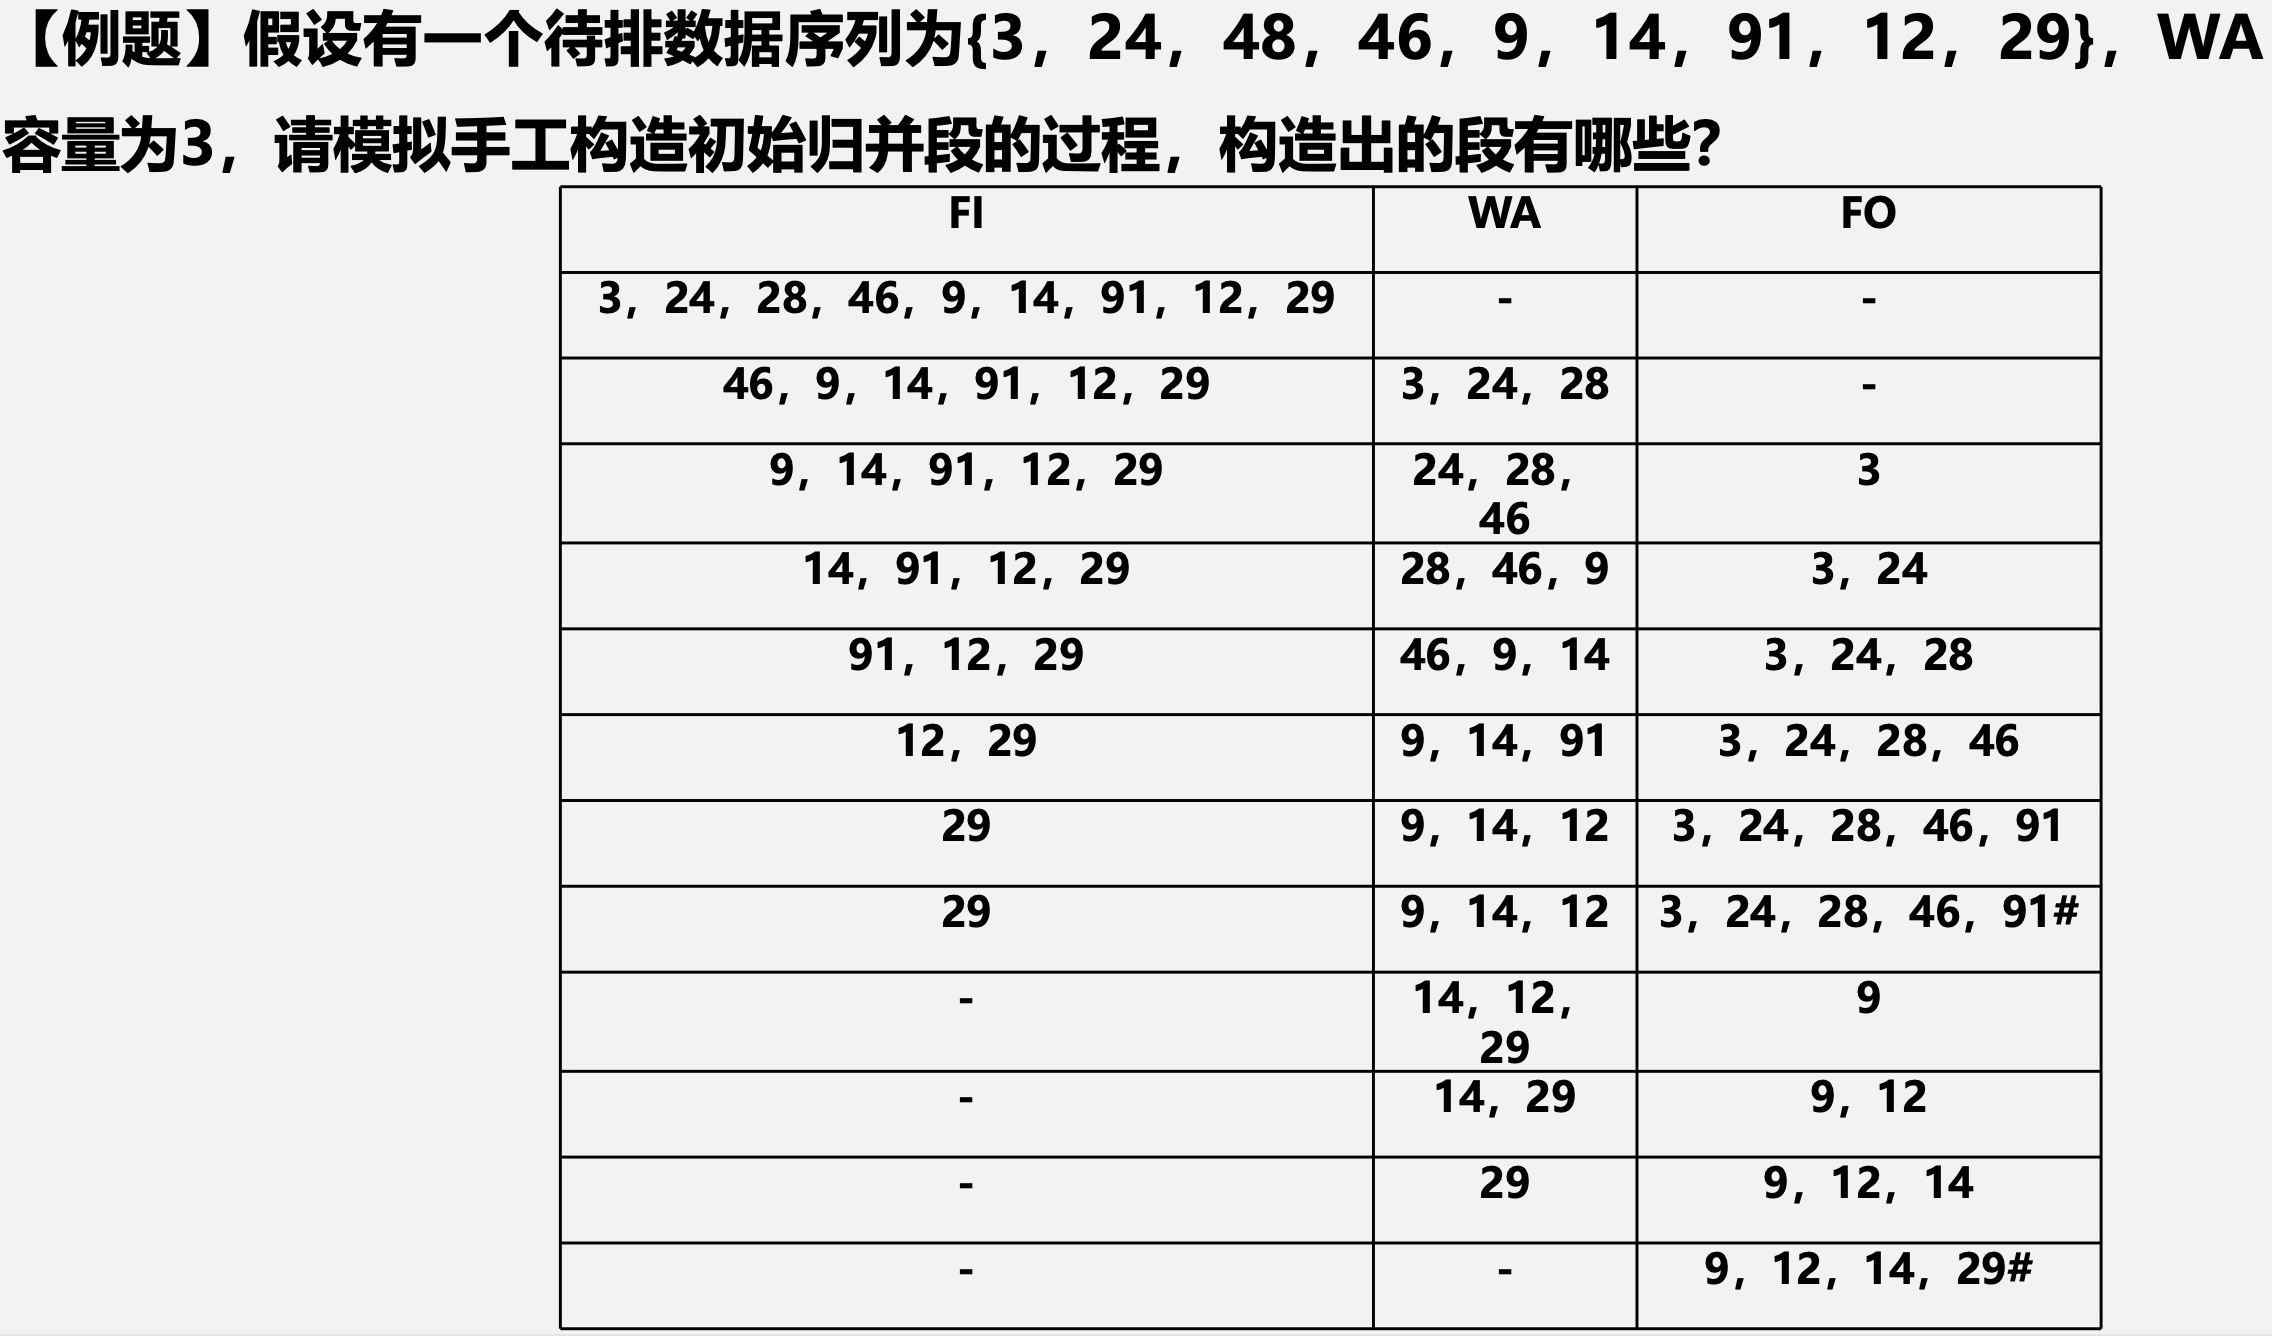 【例题】假设有一个待排数据序列为{3，24，48，46，9，14，91，12，29}，WA
容量为3，请模拟手工构造初始归并段的过程，构造出的段有哪些？
FI WA FO
3，24，28，46，9，14，91，12，29 - -
46，9，14，91，12，29 3，24，28 -
9，14，91，12，29 24，28， 3
46
14，91，12，29 28，46，9 3，24
91，12，29 46，9，14 3，24，28
12，29 9，14，91 3，24，28，46
29 9，14，12 3，24，28，46，91
29 9，14，12 3，24，28，46，91#
- 14，12， 9
29
- 14，29 9，12
- 29 9，12，14
- - 9，12，14，29#